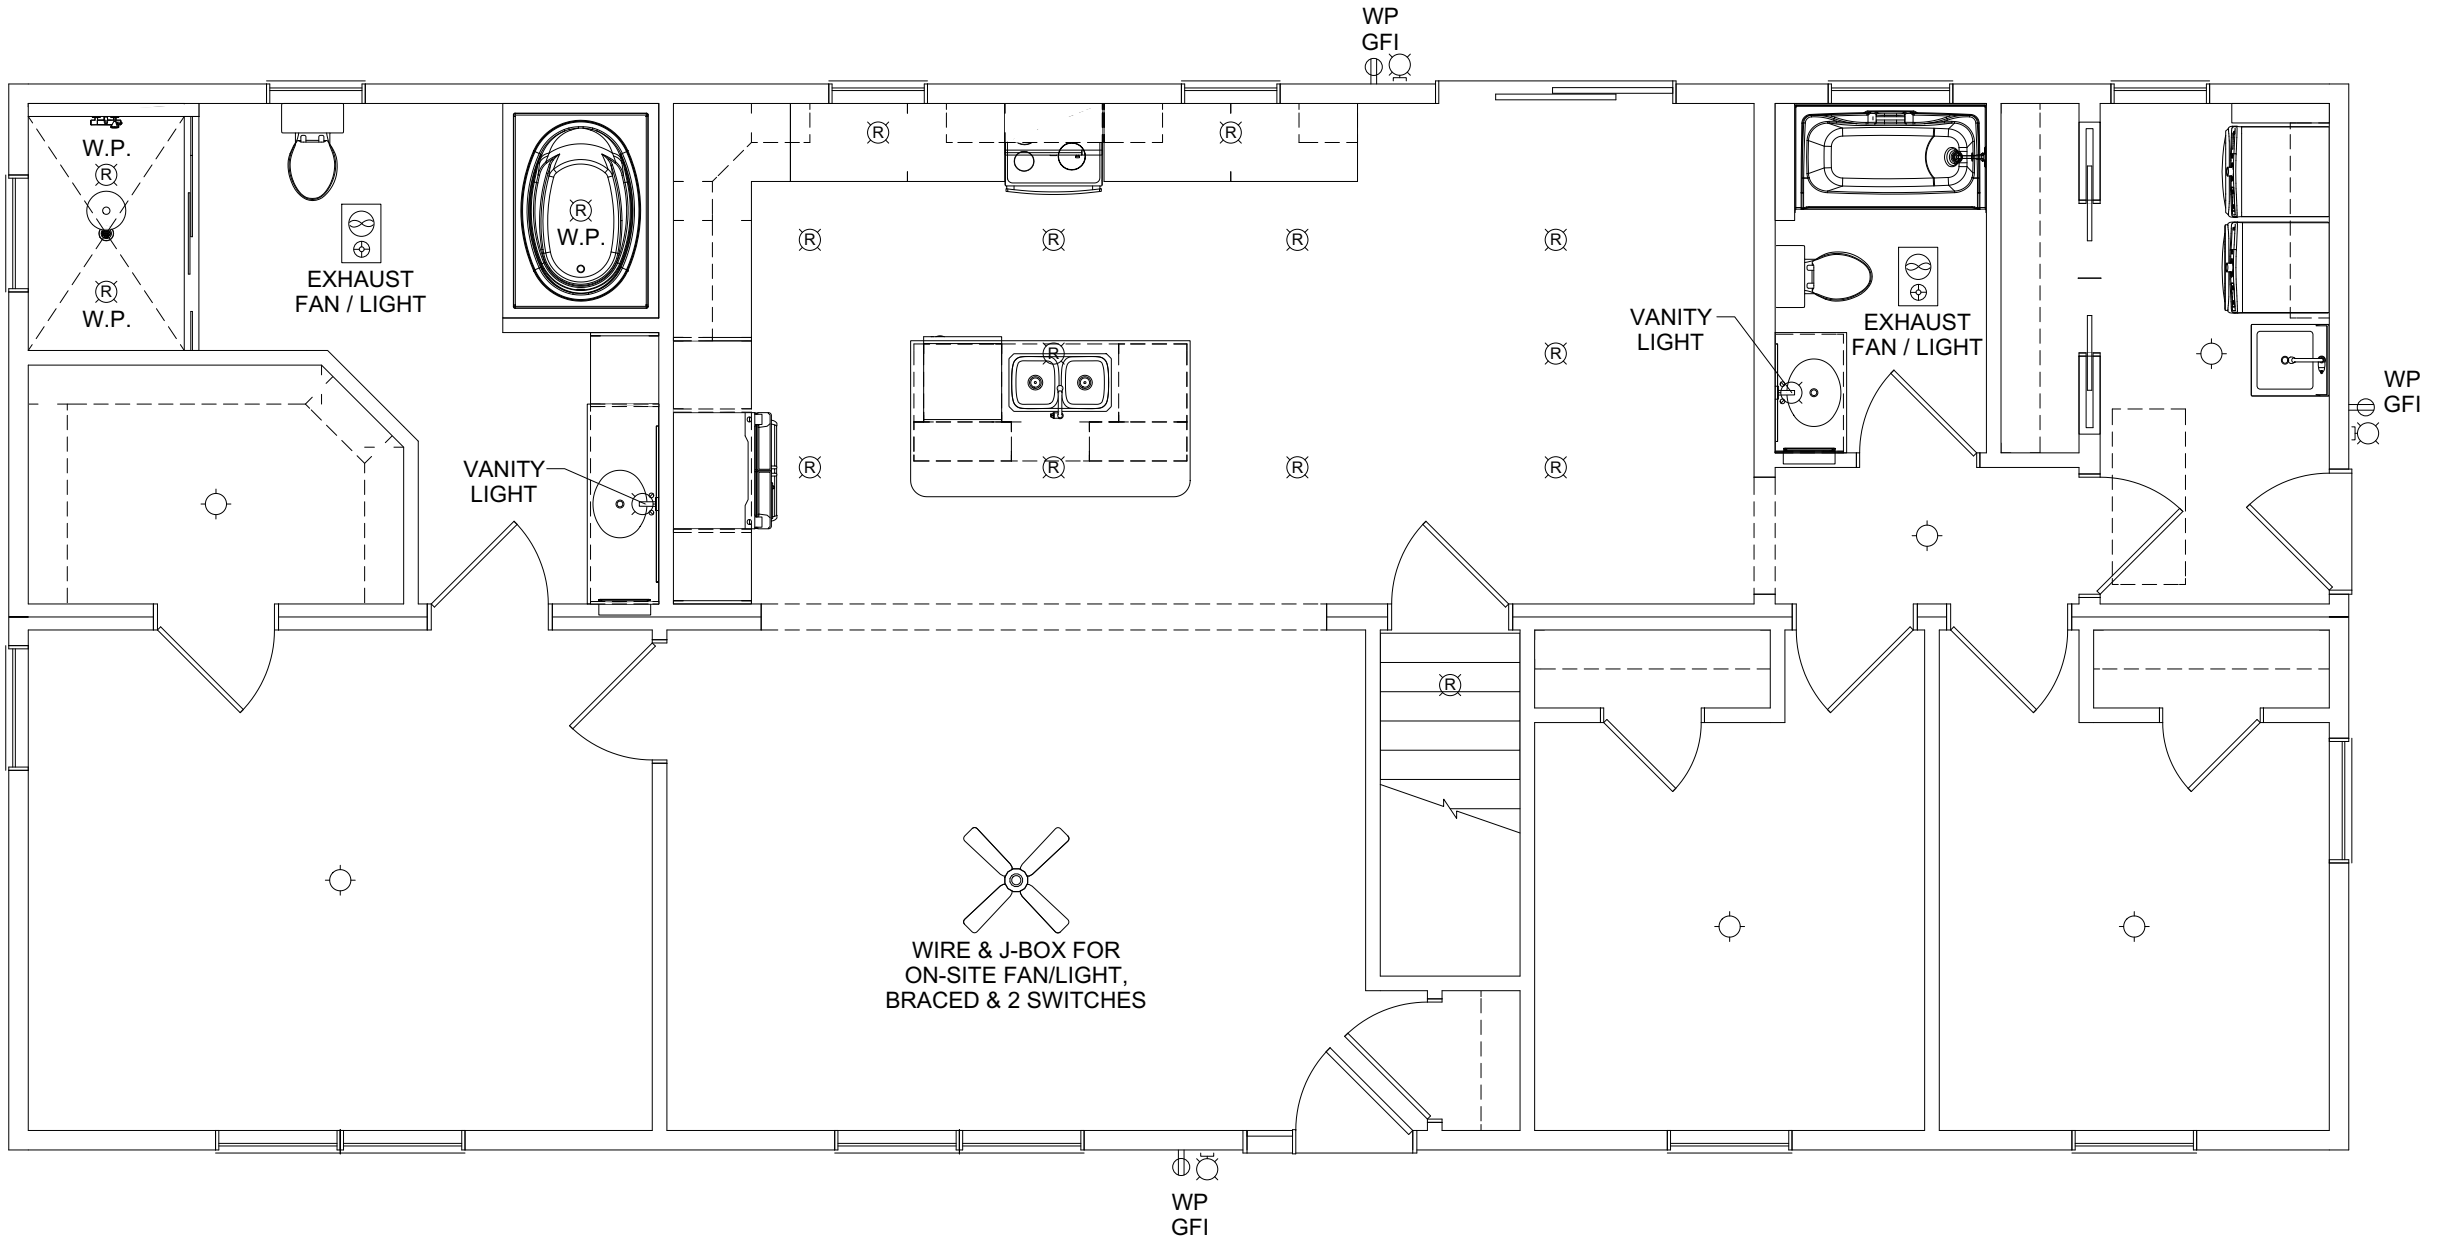 WP
GFI
W.P.
R
R
W.P.
EXHAUST
FAN / LIGHT
R
W.P.
R
R
R
R
R
R
R
R
R
R
R
R
VANITY
LIGHT
VANITY
LIGHT
EXHAUST
FAN / LIGHT
WP
GFI
R
WIRE & J-BOX FOR
ON-SITE FAN/LIGHT,
BRACED & 2 SWITCHES
WP
GFI